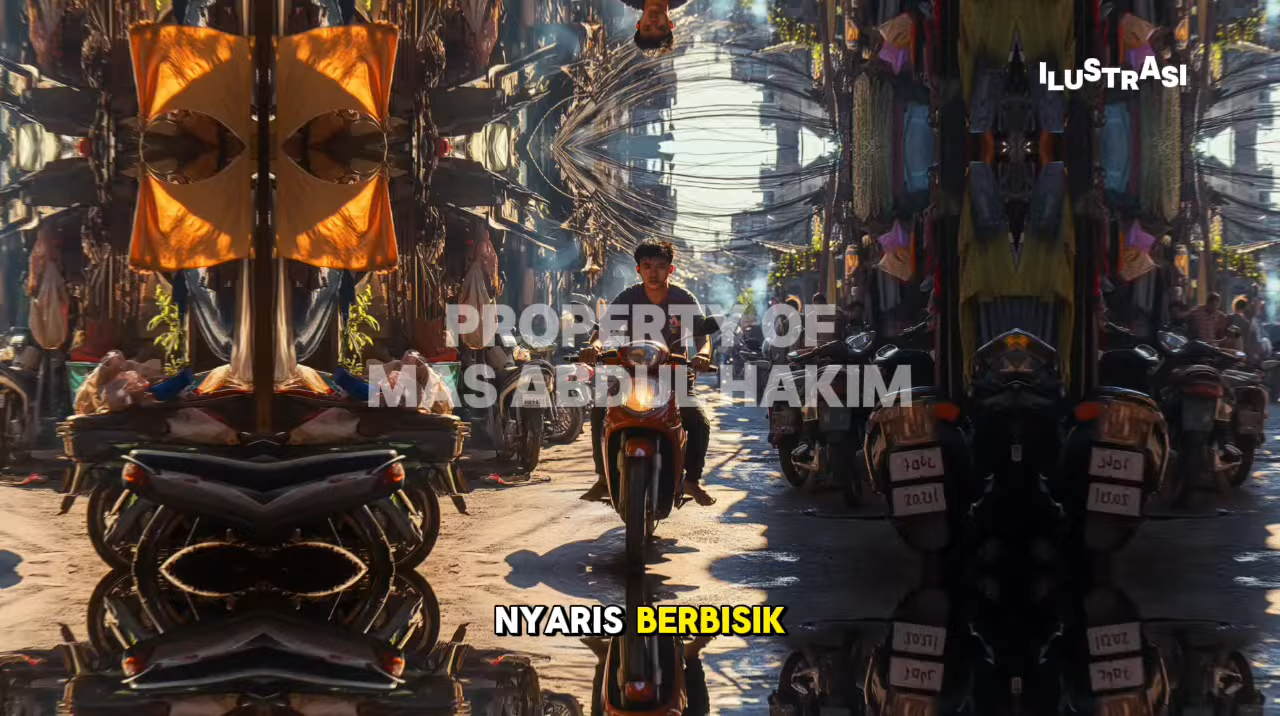 ILUSTRASI
PROPERTY OF
MAS ABDUL HAKIM
NYARIS BERBISIK